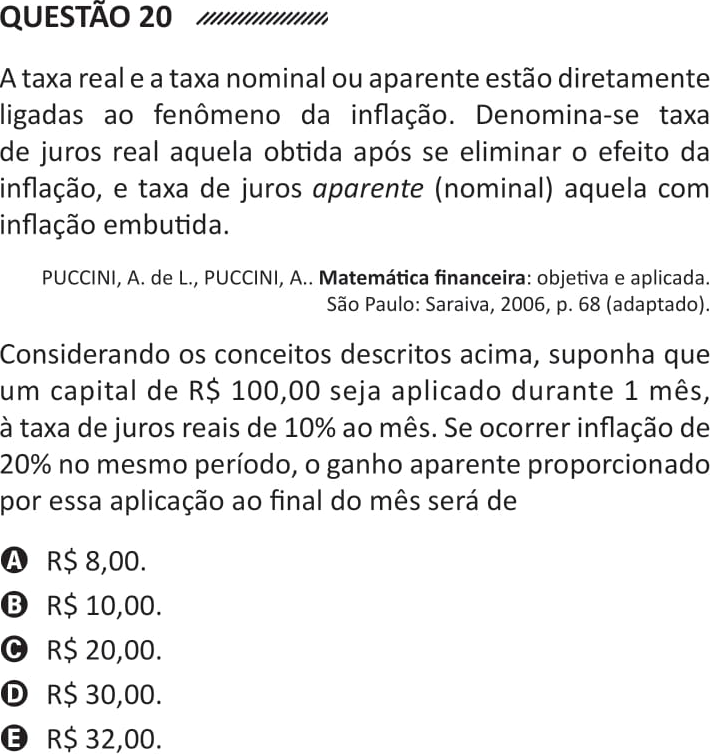 QUESTÃO 20
A taxa real e a taxa nominal ou aparente estão diretamente
ligadas ao fenômeno da inflação. Denomina-se taxa
de juros real aquela obtida após se eliminar o efeito da
inflação, e taxa de juros aparente (nominal) aquela com
inflação embutida.
PUCCINI, A. de L., PUCCINI, A.. Matemática financeira: objetiva e aplicada.
São Paulo: Saraiva, 2006, p. 68 (adaptado).
Considerando os conceitos descritos acima, suponha que
um capital de R$ 100,00 seja aplicado durante 1 mês,
à taxa de juros reais de 10% ao mês. Se ocorrer inflação de
20% no mesmo período, o ganho aparente proporcionado
por essa aplicação ao final do mês será de
A R$ 8,00.
B R$ 10,00.
C R$ 20,00.
D R$ 30,00.
E R$ 32,00.